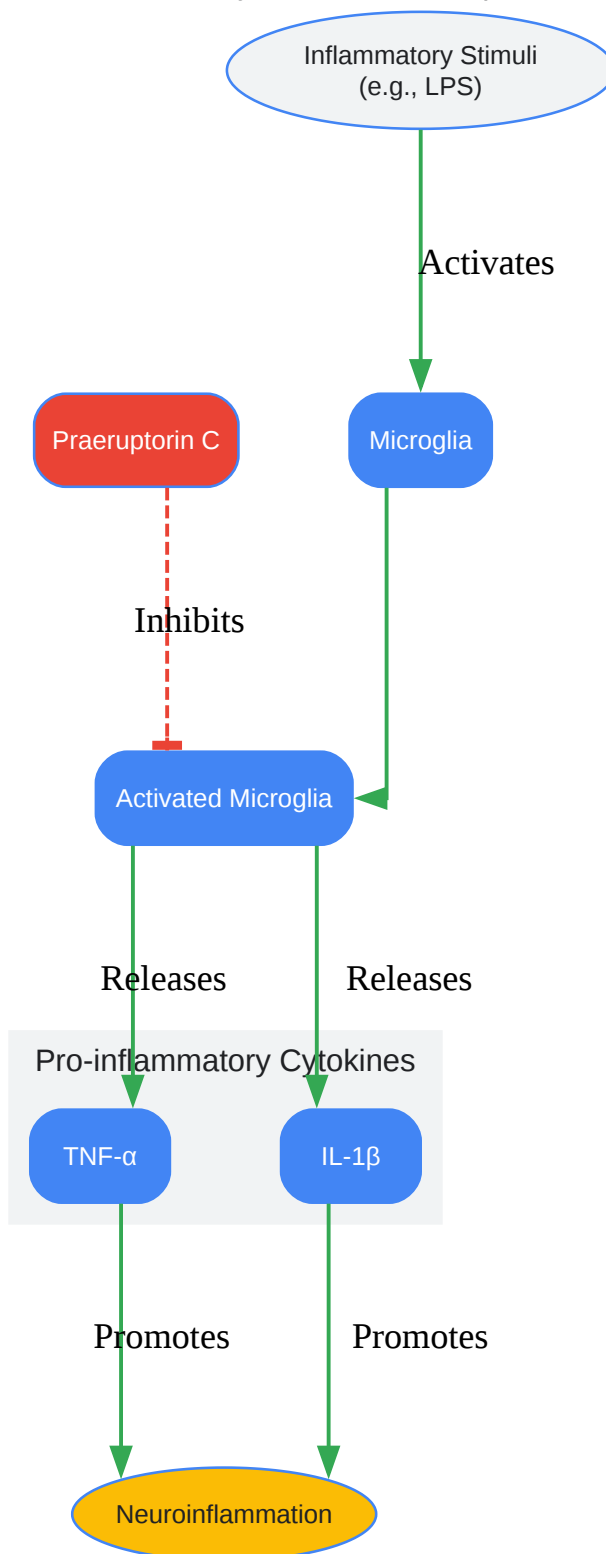 Inflammatory Stimuli
(e.g., LPS)
Activates
Praeruptorin C
Microglia
Inhibits
Activated Microglia
Releases
Releases
Pro-inflammatory Cytokines
TNF-α
IL-1β
Promotes
Promotes
Neuroinflammation